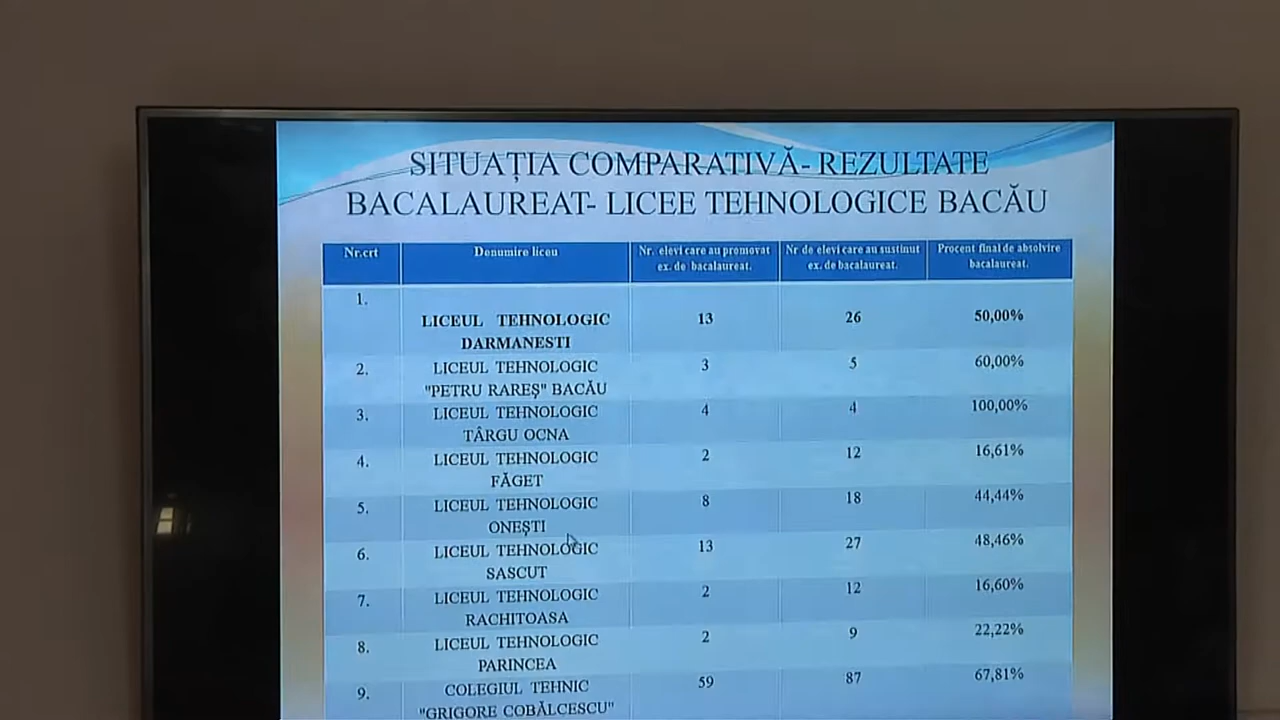 SITUAȚIA COMPARATIVĂ- REZULTATE
BACALAUREAT- LICEE TEHNOLOGICE BACĂU
Nr.crt Denumire liceu Nr. elevi care au promovat ex. de bacalaureat. Nr de elevi care au sustinut ex. de bacalaureat. Procent final de absolvire bacalaureat.
1. LICEUL TEHNOLOGIC DARMANESTI 13 26 50,00%
2. LICEUL TEHNOLOGIC "PETRU RAREȘ" BACĂU 3 5 60,00%
3. LICEUL TEHNOLOGIC TÂRGU OCNA 4 4 100,00%
4. LICEUL TEHNOLOGIC FĂGET 2 12 16,61%
5. LICEUL TEHNOLOGIC ONEȘTI 8 18 44,44%
6. LICEUL TEHNOLOGIC SASCUT 13 27 48,46%
7. LICEUL TEHNOLOGIC RACHITOASA 2 12 16,60%
8. LICEUL TEHNOLOGIC PARINCEA 2 9 22,22%
9. COLEGIUL TEHNIC "GRIGORE COBĂLCESCU" 59 87 67,81%